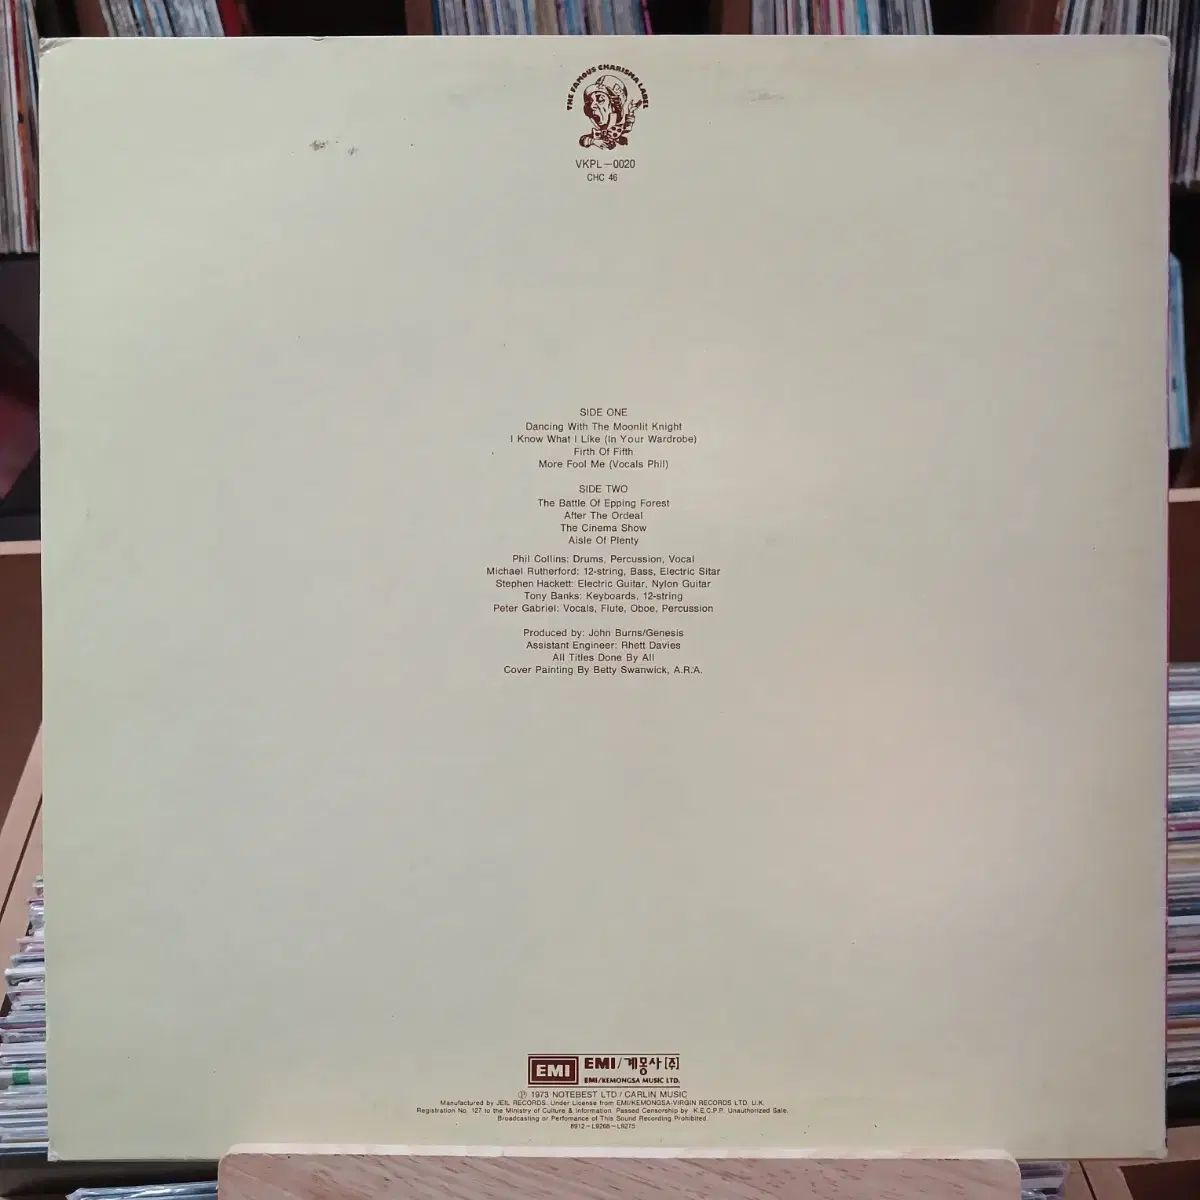 THE FAMOUS CHARISMA LABEL
VKPL-0020
CHC 46
SIDE ONE
Dancing With The Moonlit Knight
I Know What I Like (In Your Wardrobe)
Firth Of Fifth
More Fool Me (Vocals Phil)
SIDE TWO
The Battle Of Epping Forest
After The Ordeal
The Cinema Show
Aisle Of Plenty
Phil Collins: Drums, Percussion, Vocal
Michael Rutherford: 12-string, Bass, Electric Sitar
Stephen Hackett: Electric Guitar, Nylon Guitar
Tony Banks: Keyboards, 12-string
Peter Gabriel: Vocals, Flute, Oboe, Percussion
Produced by: John Burns/Genesis
Assistant Engineer: Rhett Davies
All Titles Done By All
Cover Painting By Betty Swanwick, A.R.A.
EMI EMI/계몽사[주]
EMI/KEMONGSA MUSIC LTD.
Ⓟ 1973 NOTEBEST LTD / CARLIN MUSIC
Manufactured by JEIL RECORDS. Under License from EMI/KEMONGSA-VIRGIN RECORDS LTD. U.K.
Registration No. 127 to the Ministry of Culture & Information. Passed Censorship by K.E.C.P.P. Unauthorized Sale.
Broadcasting or Perfomance of This Sound Recording Prohibited.
8912-L9268-L9275